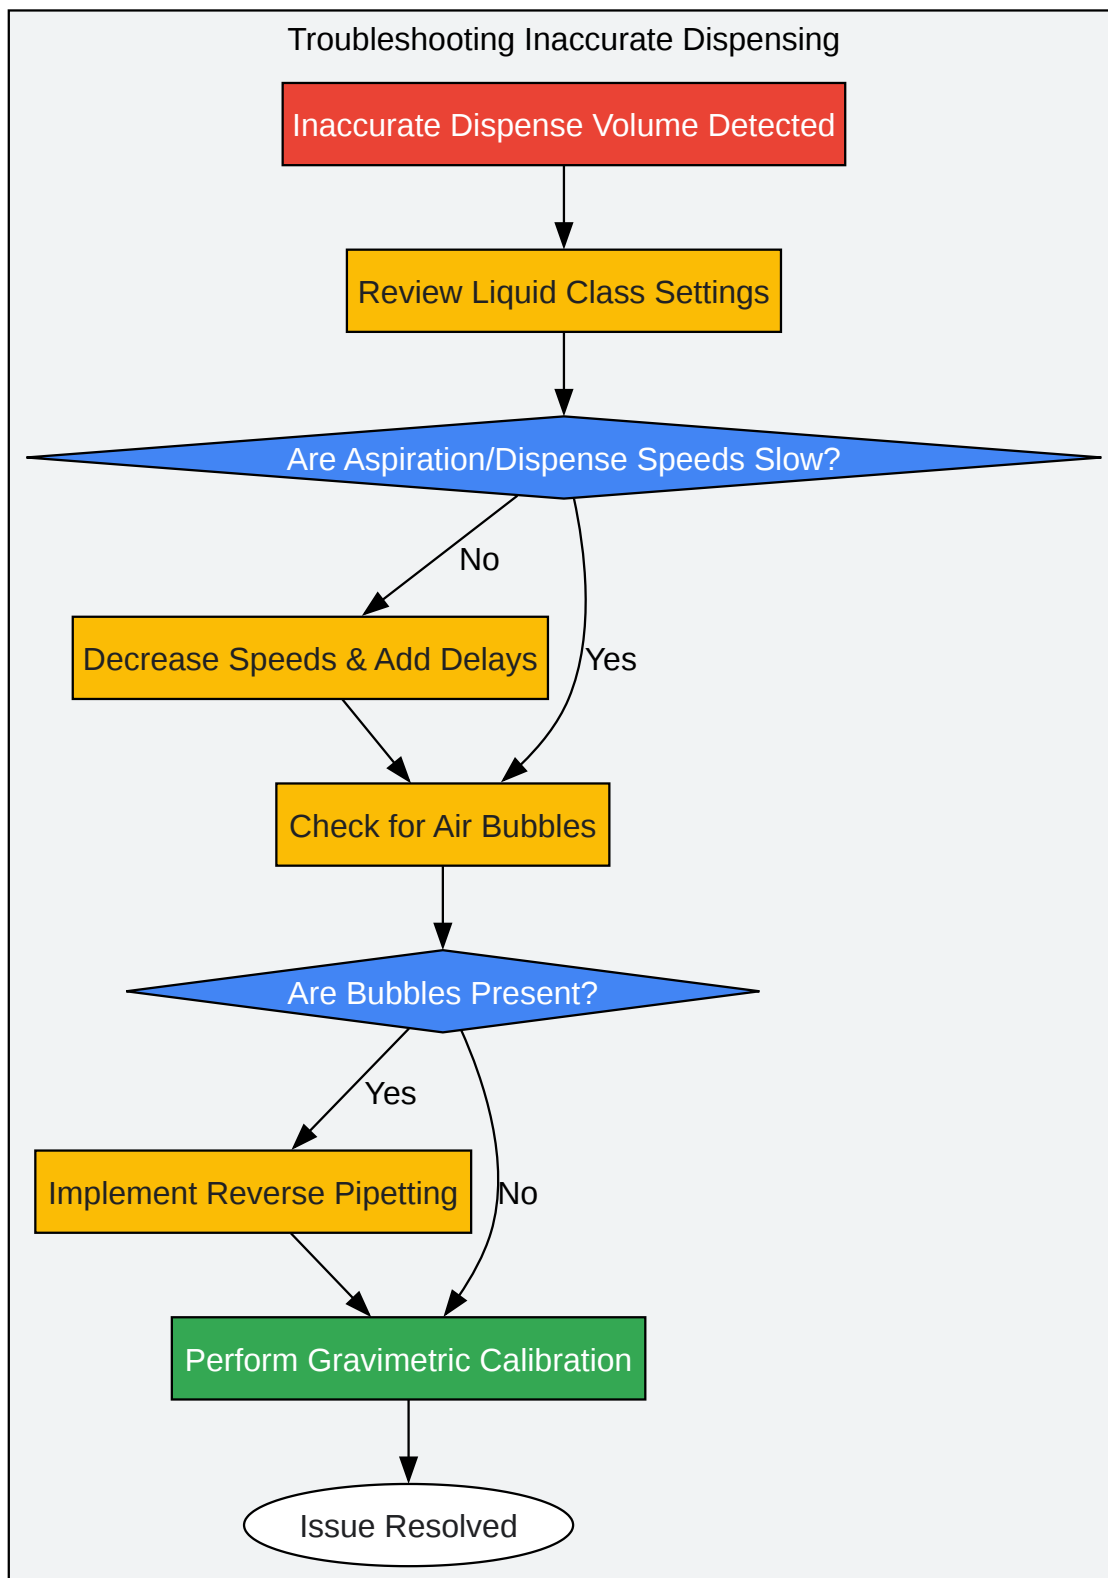 Troubleshooting Inaccurate Dispensing
Inaccurate Dispense Volume Detected
Review Liquid Class Settings
Are Aspiration/Dispense Speeds Slow?
No
Decrease Speeds & Add Delays
Yes
Check for Air Bubbles
Are Bubbles Present?
Yes
Implement Reverse Pipetting
No
Perform Gravimetric Calibration
Issue Resolved